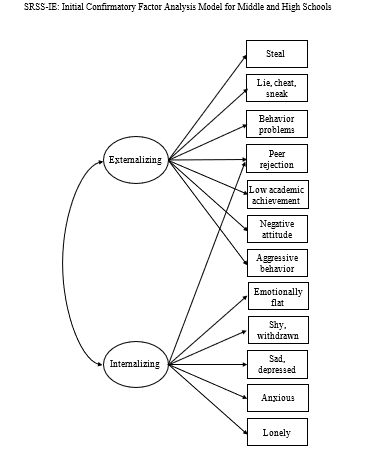 SRSS-IE: Initial Confirmatory Factor Analysis Model for Middle and High Schools
Steal
Lie, cheat,
sneak
Behavior
problems
Externalizing
Peer
rejection
Low academic
achievement
Negative
attitude
Aggressive
behavior
Emotionally
flat
Shy,
withdrawn
Internalizing
Sad,
depressed
Anxious
Lonely